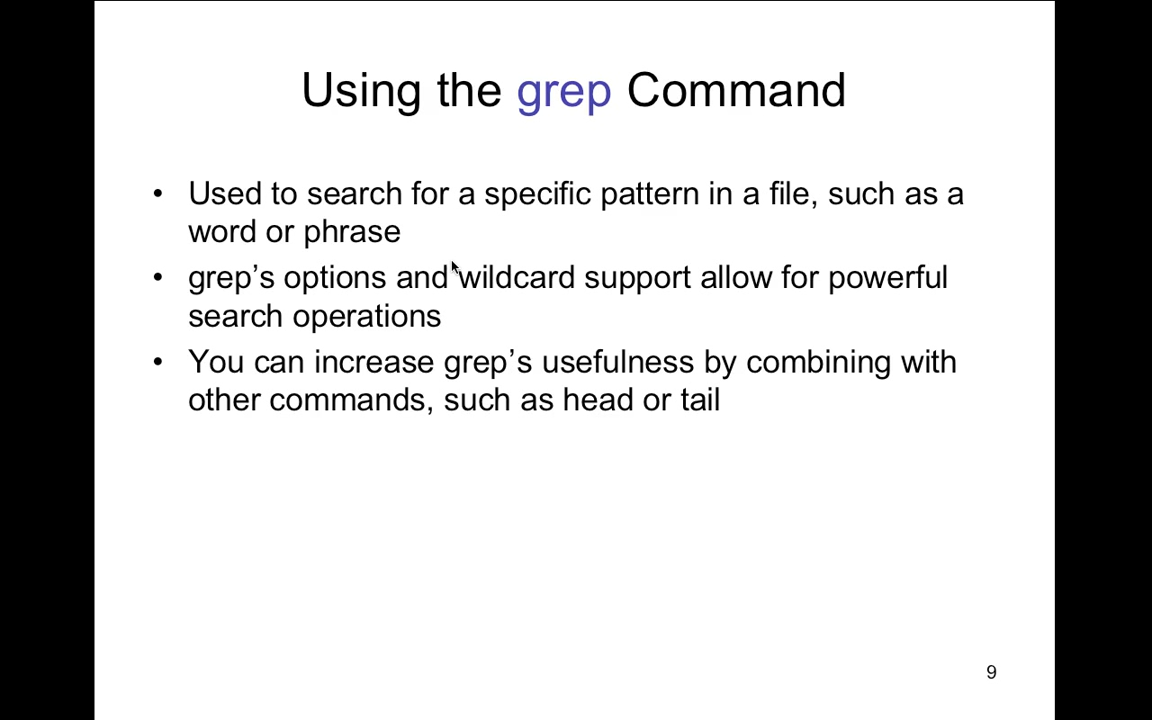 Using the grep Command
• Used to search for a specific pattern in a file, such as a
word or phrase
• grep’s options and wildcard support allow for powerful
search operations
• You can increase grep’s usefulness by combining with
other commands, such as head or tail
9